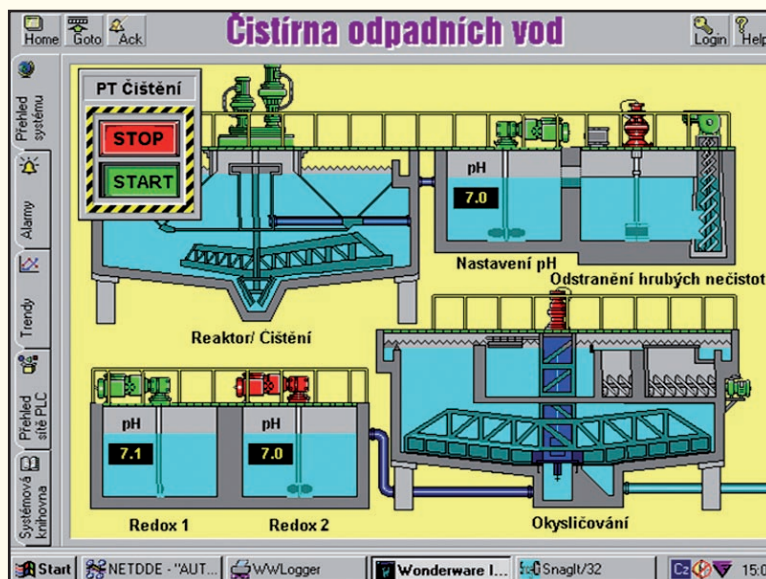 Home
Goto
Ack
Čistírna odpadních vod
Login
Help
Přehled
systému
Alarmy
Trendy
Přehled
sítě PLC
Systémová
knihovna
PT Čištění
STOP
START
pH
7.0
Nastavení pH
Odstranění hrubých nečistot
Reaktor/ Čištění
pH
7.1
pH
7.0
Redox 1
Redox 2
Okysličování
Start
NETDDE - "AUT...
WWLogger
Wonderware I...
SnagIt/32
Cz